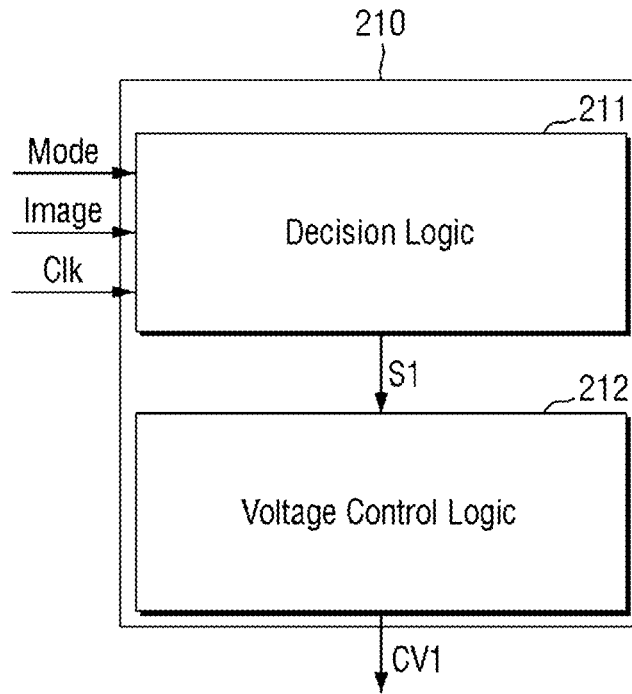 210
211
Mode
Image
Clk
Decision Logic
S1
212
Voltage Control Logic
CV1